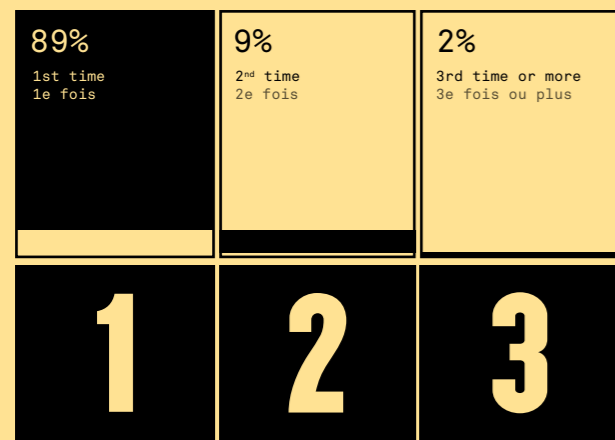 89%
1st time
1e fois
9%
2nd time
2e fois
2%
3rd time or more
3e fois ou plus
1
2
3